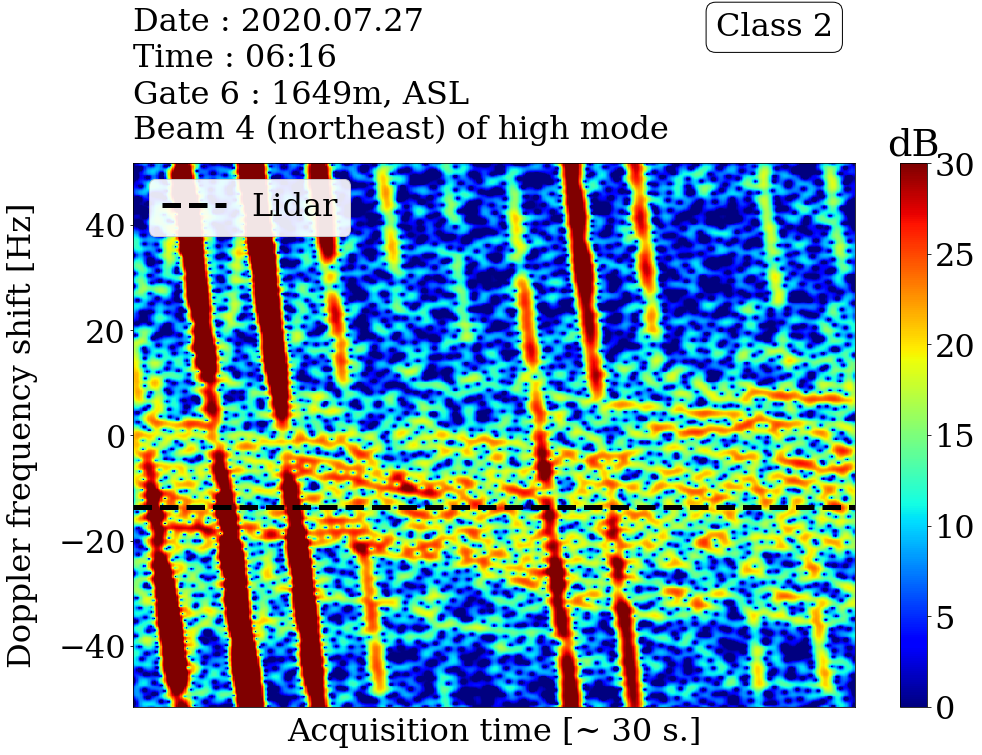 Date : 2020.07.27
Time : 06:16
Gate 6 : 1649m, ASL
Beam 4 (northeast) of high mode
Class 2
dB
Lidar
Doppler frequency shift [Hz]
40
20
0
−20
−40
30
25
20
15
10
5
0
Acquisition time [~ 30 s.]